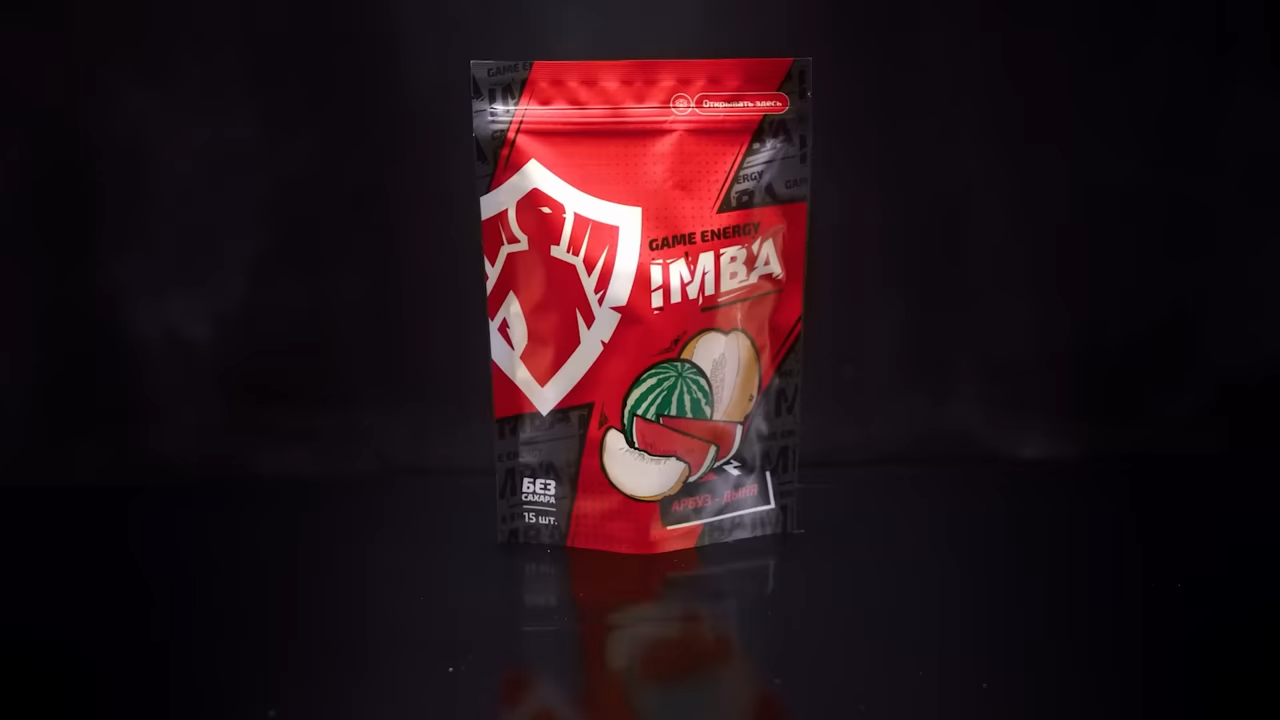 Открывать здесь
GAME ENERGY
IMBA
БЕЗ
САХАРА
15 шт.
АРБУЗ - ДЫНЯ